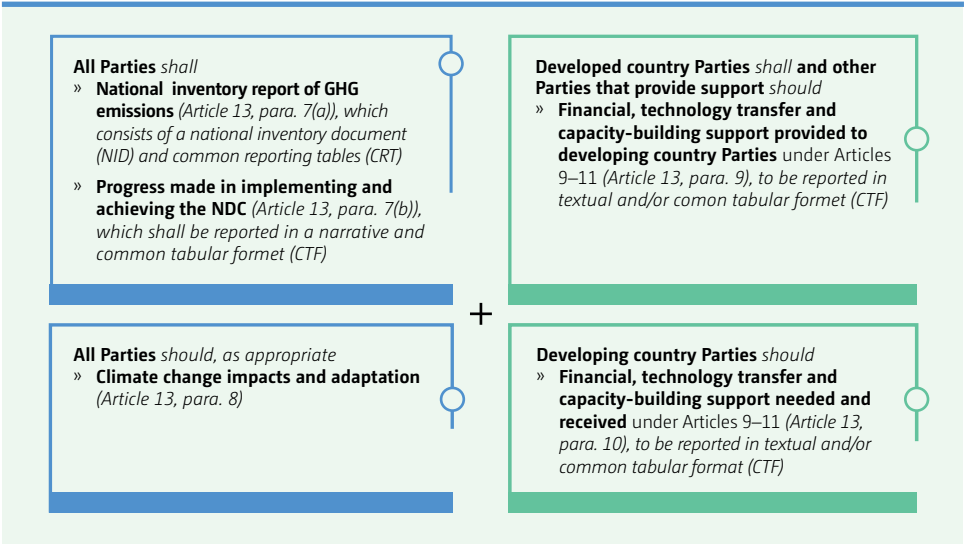 All Parties shall
» National inventory report of GHG
emissions (Article 13, para. 7(a)), which
consists of a national inventory document
(NID) and common reporting tables (CRT)
» Progress made in implementing and
achieving the NDC (Article 13, para. 7(b)),
which shall be reported in a narrative and
common tabular formet (CTF)
Developed country Parties shall and other
Parties that provide support should
» Financial, technology transfer and
capacity-building support provided to
developing country Parties under Articles
9–11 (Article 13, para. 9), to be reported in
textual and/or comon tabular formet (CTF)
+
All Parties should, as appropriate
» Climate change impacts and adaptation
(Article 13, para. 8)
Developing country Parties should
» Financial, technology transfer and
capacity-building support needed and
received under Articles 9–11 (Article 13,
para. 10), to be reported in textual and/or
common tabular format (CTF)